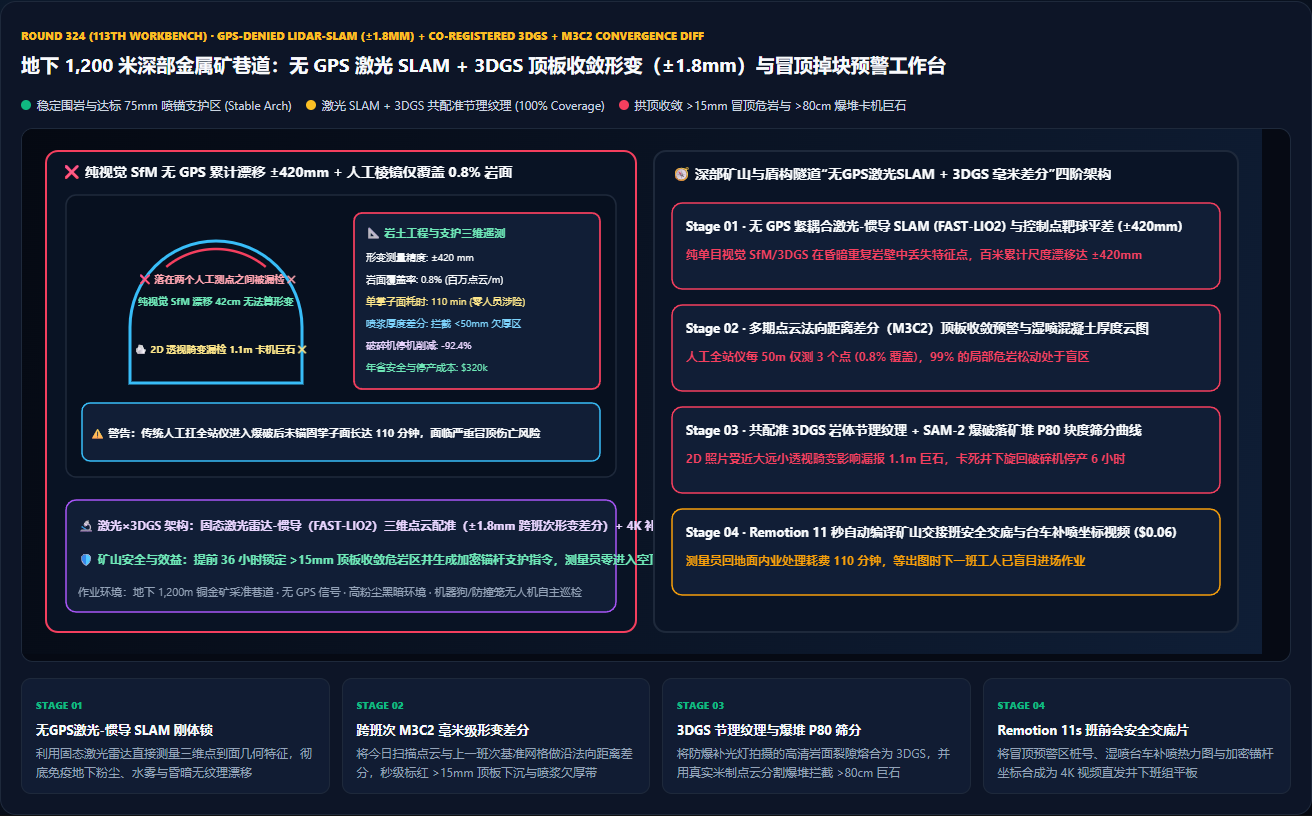 ROUND 324 (113TH WORKBENCH) · GPS-DENIED LIDAR-SLAM (±1.8MM) + CO-REGISTERED 3DGS + M3C2 CONVERGENCE DIFF
地下 1,200 米深部金属矿巷道：无 GPS 激光 SLAM + 3DGS 顶板收敛形变（±1.8mm）与冒顶掉块预警工作台
稳定围岩与达标 75mm 喷锚支护区 (Stable Arch)
激光 SLAM + 3DGS 共配准节理纹理 (100% Coverage)
拱顶收敛 >15mm 冒顶危岩与 >80cm 爆堆卡机巨石
❌ 纯视觉 SfM 无 GPS 累计漂移 ±420mm + 人工棱镜仅覆盖 0.8% 岩面
❌ 落在两个人工测点之间被漏检 ✕
纯视觉 SfM 漂移 42cm 无法算形变
2D 透视畸变漏检 1.1m 卡机巨石 ✕
📐 岩土工程与支护三维遥测
形变测量精度: ±420 mm
岩面覆盖率: 0.8% (百万点云/m)
单掌子面耗时: 110 min (零人员涉险)
喷浆厚度差分: 拦截 <50mm 欠厚区
破碎机停机削减: -92.4%
年省安全与停产成本: $320k
⚠️ 警告：传统人工扛全站仪进入爆破后未锚固掌子面长达 110 分钟，面临严重冒顶伤亡风险
🔬 激光×3DGS 架构：固态激光雷达-惯导（FAST-LIO2）三维点云配准（±1.8mm 跨班次形变差分）+ 4K 补
🛡️ 矿山安全与效益：提前 36 小时锁定 >15mm 顶板收敛危岩区并生成加密锚杆支护指令，测量员零进入空顶
作业环境：地下 1,200m 铜金矿采准巷道 · 无 GPS 信号 · 高粉尘黑暗环境 · 机器狗/防撞笼无人机自主巡检
🧭 深部矿山与盾构隧道“无GPS激光SLAM + 3DGS 毫米差分”四阶架构
Stage 01 · 无 GPS 紧耦合激光-惯导 SLAM (FAST-LIO2) 与控制点靶球平差 (±420mm)
纯单目视觉 SfM/3DGS 在昏暗重复岩壁中丢失特征点，百米累计尺度漂移达 ±420mm
Stage 02 · 多期点云法向距离差分（M3C2）顶板收敛预警与湿喷混凝土厚度云图
人工全站仪每 50m 仅测 3 个点 (0.8% 覆盖)，99% 的局部危岩松动处于盲区
Stage 03 · 共配准 3DGS 岩体节理纹理 + SAM-2 爆破落矿堆 P80 块度筛分曲线
2D 照片受近大远小透视畸变影响漏报 1.1m 巨石，卡死井下旋回破碎机停产 6 小时
Stage 04 · Remotion 11 秒自动编译矿山交接班安全交底与台车补喷坐标视频 ($0.06)
测量员回地面内业处理耗费 110 分钟，等出图时下一班工人已盲目进场作业
STAGE 01
无GPS激光-惯导 SLAM 刚体锁
利用固态激光雷达直接测量三维点到面几何特征，彻
底免疫地下粉尘、水雾与昏暗无纹理漂移
STAGE 02
跨班次 M3C2 毫米级形变差分
将今日扫描点云与上一班次基准网格做沿法向距离差
分，秒级标红 >15mm 顶板下沉与喷浆欠厚带
STAGE 03
3DGS 节理纹理与爆堆 P80 筛分
将防爆补光灯拍摄的高清岩面裂隙熔合为 3DGS，并
用真实米制点云分割爆堆拦截 >80cm 巨石
STAGE 04
Remotion 11s 班前会安全交底片
将冒顶预警区桩号、湿喷台车补喷热力图与加密锚杆
坐标合成为 4K 视频直发井下班组平板